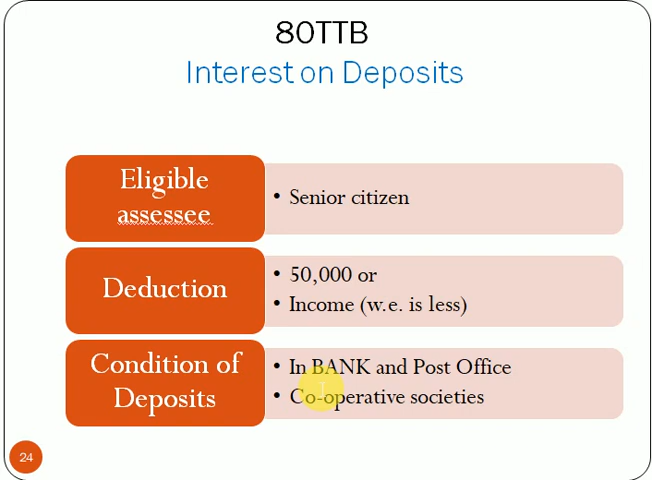 80TTB
Interest on Deposits
Eligible
assessee
• Senior citizen
Deduction
• 50,000 or
• Income (w.e. is less)
Condition of
Deposits
• In BANK and Post Office
• Co-operative societies
24